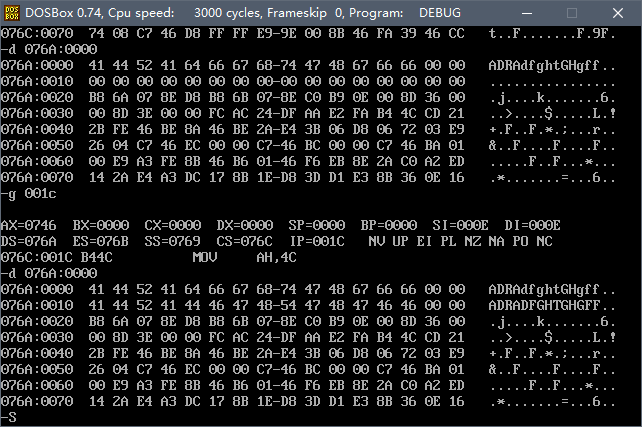 DOSBox 0.74, Cpu speed:    3000 cycles, Frameskip  0, Program:    DEBUG
076C:0070  74 08 C7 46 D8 FF FF E9-9E 00 8B 46 FA 39 46 CC   t..F.......F.9F.
-d 076A:0000
076A:0000  41 44 52 41 64 66 67 68-74 47 48 67 66 66 00 00   ADRAdfghtGHgff..
076A:0010  00 00 00 00 00 00 00 00-00 00 00 00 00 00 00 00   ................
076A:0020  B8 6A 07 8E D8 B8 6B 07-8E C0 B9 0E 00 8D 36 00   .j....k.......6.
076A:0030  00 8D 3E 00 00 FC AC 24-DF AA E2 FA B4 4C CD 21   ..>....$.....L.!
076A:0040  2B FE 46 BE 8A 46 BE 2A-E4 3B 06 D8 06 72 03 E9   +.F..F.*.;...r..
076A:0050  26 04 C7 46 EC 00 00 C7-46 BC 00 00 C7 46 BA 01   &..F....F....F..
076A:0060  00 E9 A3 FE 8B 46 B6 01-46 F6 EB 8E 2A C0 A2 ED   .....F..F...*...
076A:0070  14 2A E4 A3 DC 17 8B 1E-D8 3D D1 E3 8B 36 0E 16   .*.......=...6..
-g 001c
AX=0746  BX=0000  CX=0000  DX=0000  SP=0000  BP=0000  SI=000E  DI=000E
DS=076A  ES=076B  SS=0769  CS=076C  IP=001C   NV UP EI PL NZ NA PO NC
076C:001C B44C          MOV     AH,4C
-d 076A:0000
076A:0000  41 44 52 41 64 66 67 68-74 47 48 67 66 66 00 00   ADRAdfghtGHgff..
076A:0010  41 44 52 41 44 46 47 48-54 47 48 47 46 46 00 00   ADRADFGHTGHGFF..
076A:0020  B8 6A 07 8E D8 B8 6B 07-8E C0 B9 0E 00 8D 36 00   .j....k.......6.
076A:0030  00 8D 3E 00 00 FC AC 24-DF AA E2 FA B4 4C CD 21   ..>....$.....L.!
076A:0040  2B FE 46 BE 8A 46 BE 2A-E4 3B 06 D8 06 72 03 E9   +.F..F.*.;...r..
076A:0050  26 04 C7 46 EC 00 00 C7-46 BC 00 00 C7 46 BA 01   &..F....F....F..
076A:0060  00 E9 A3 FE 8B 46 B6 01-46 F6 EB 8E 2A C0 A2 ED   .....F..F...*...
076A:0070  14 2A E4 A3 DC 17 8B 1E-D8 3D D1 E3 8B 36 0E 16   .*.......=...6..
-S